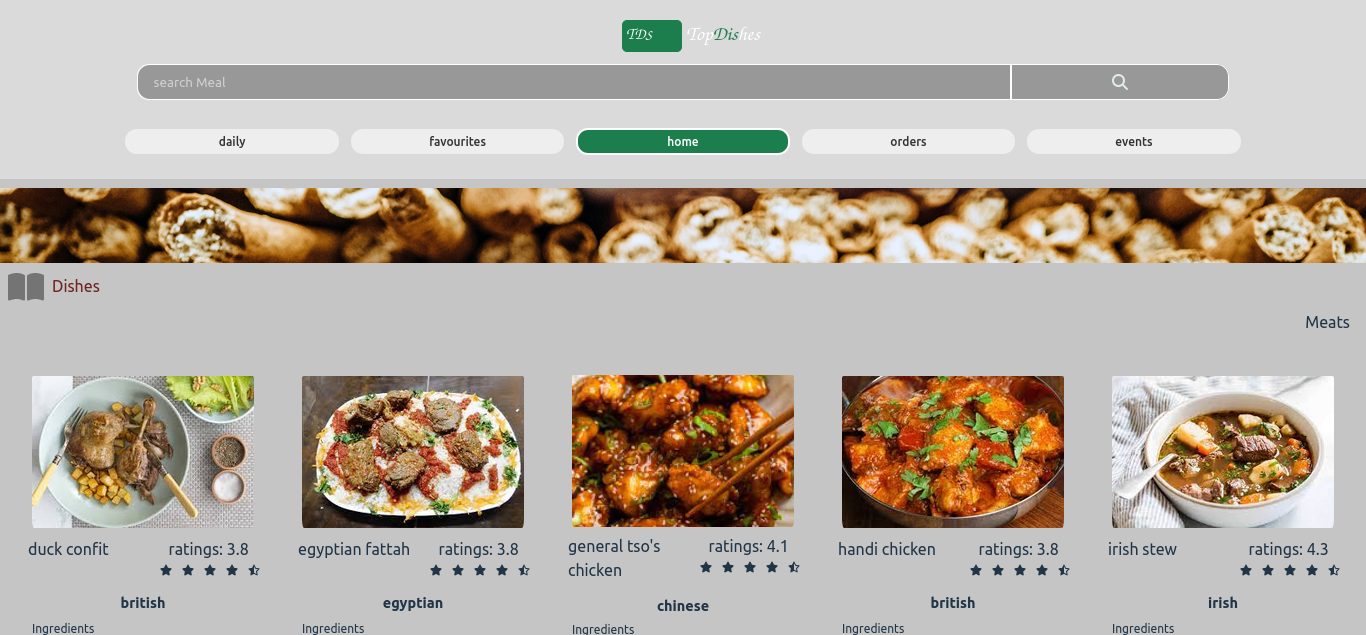 TDS TopDishes
search Meal
daily favourites home orders events
Dishes
Meats
duck confit ratings: 3.8
british
Ingredients
egyptian fattah ratings: 3.8
egyptian
Ingredients
general tso's ratings: 4.1
chicken
chinese
Ingredients
handi chicken ratings: 3.8
british
Ingredients
irish stew ratings: 4.3
irish
Ingredients